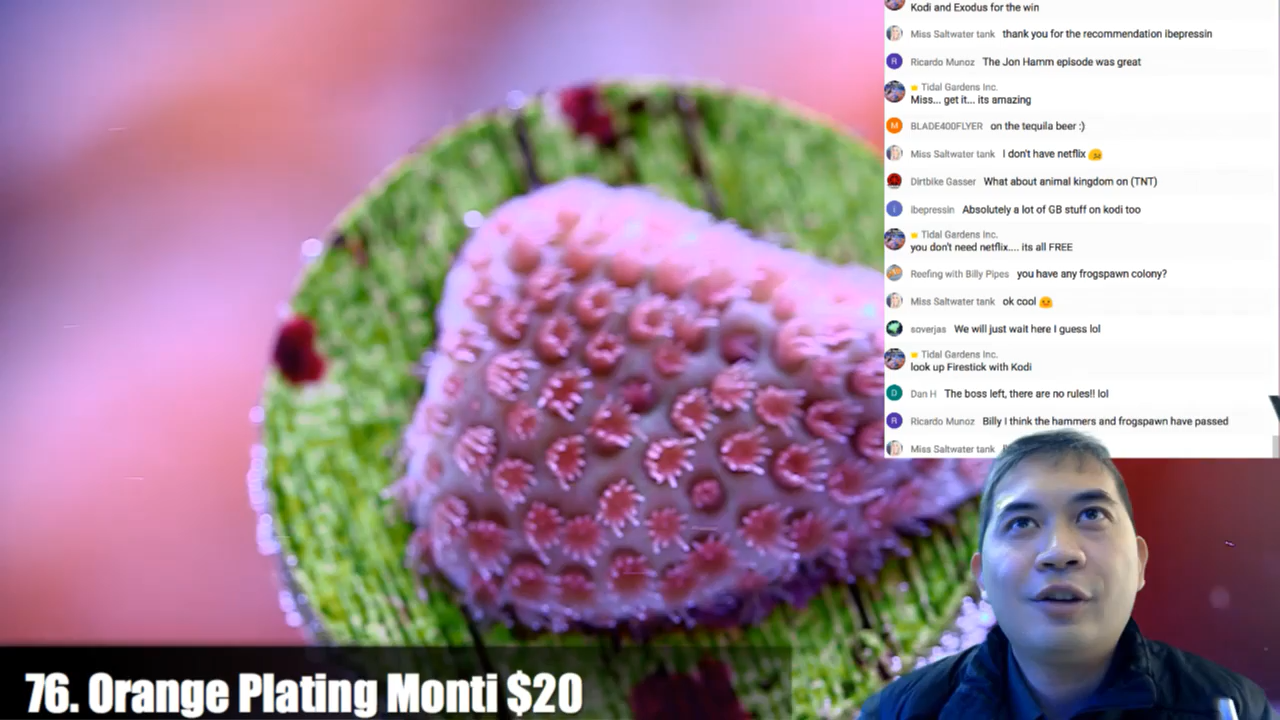 Kodi and Exodus for the win
Miss Saltwater tank thank you for the recommendation ibepressin
R Ricardo Munoz The Jon Hamm episode was great
Tidal Gardens Inc.
Miss... get it... its amazing
M BLADE400FLYER on the tequila beer :)
Miss Saltwater tank I don't have netflix
Dirtbike Gasser What about animal kingdom on (TNT)
i ibepressin Absolutely a lot of GB stuff on kodi too
Tidal Gardens Inc.
you don't need netflix.... its all FREE
Reefing with Billy Pipes you have any frogspawn colony?
Miss Saltwater tank ok cool
soverjas We will just wait here I guess lol
Tidal Gardens Inc.
look up Firestick with Kodi
D Dan H The boss left, there are no rules!! lol
R Ricardo Munoz Billy I think the hammers and frogspawn have passed
Miss Saltwater tank
76. Orange Plating Monti $20